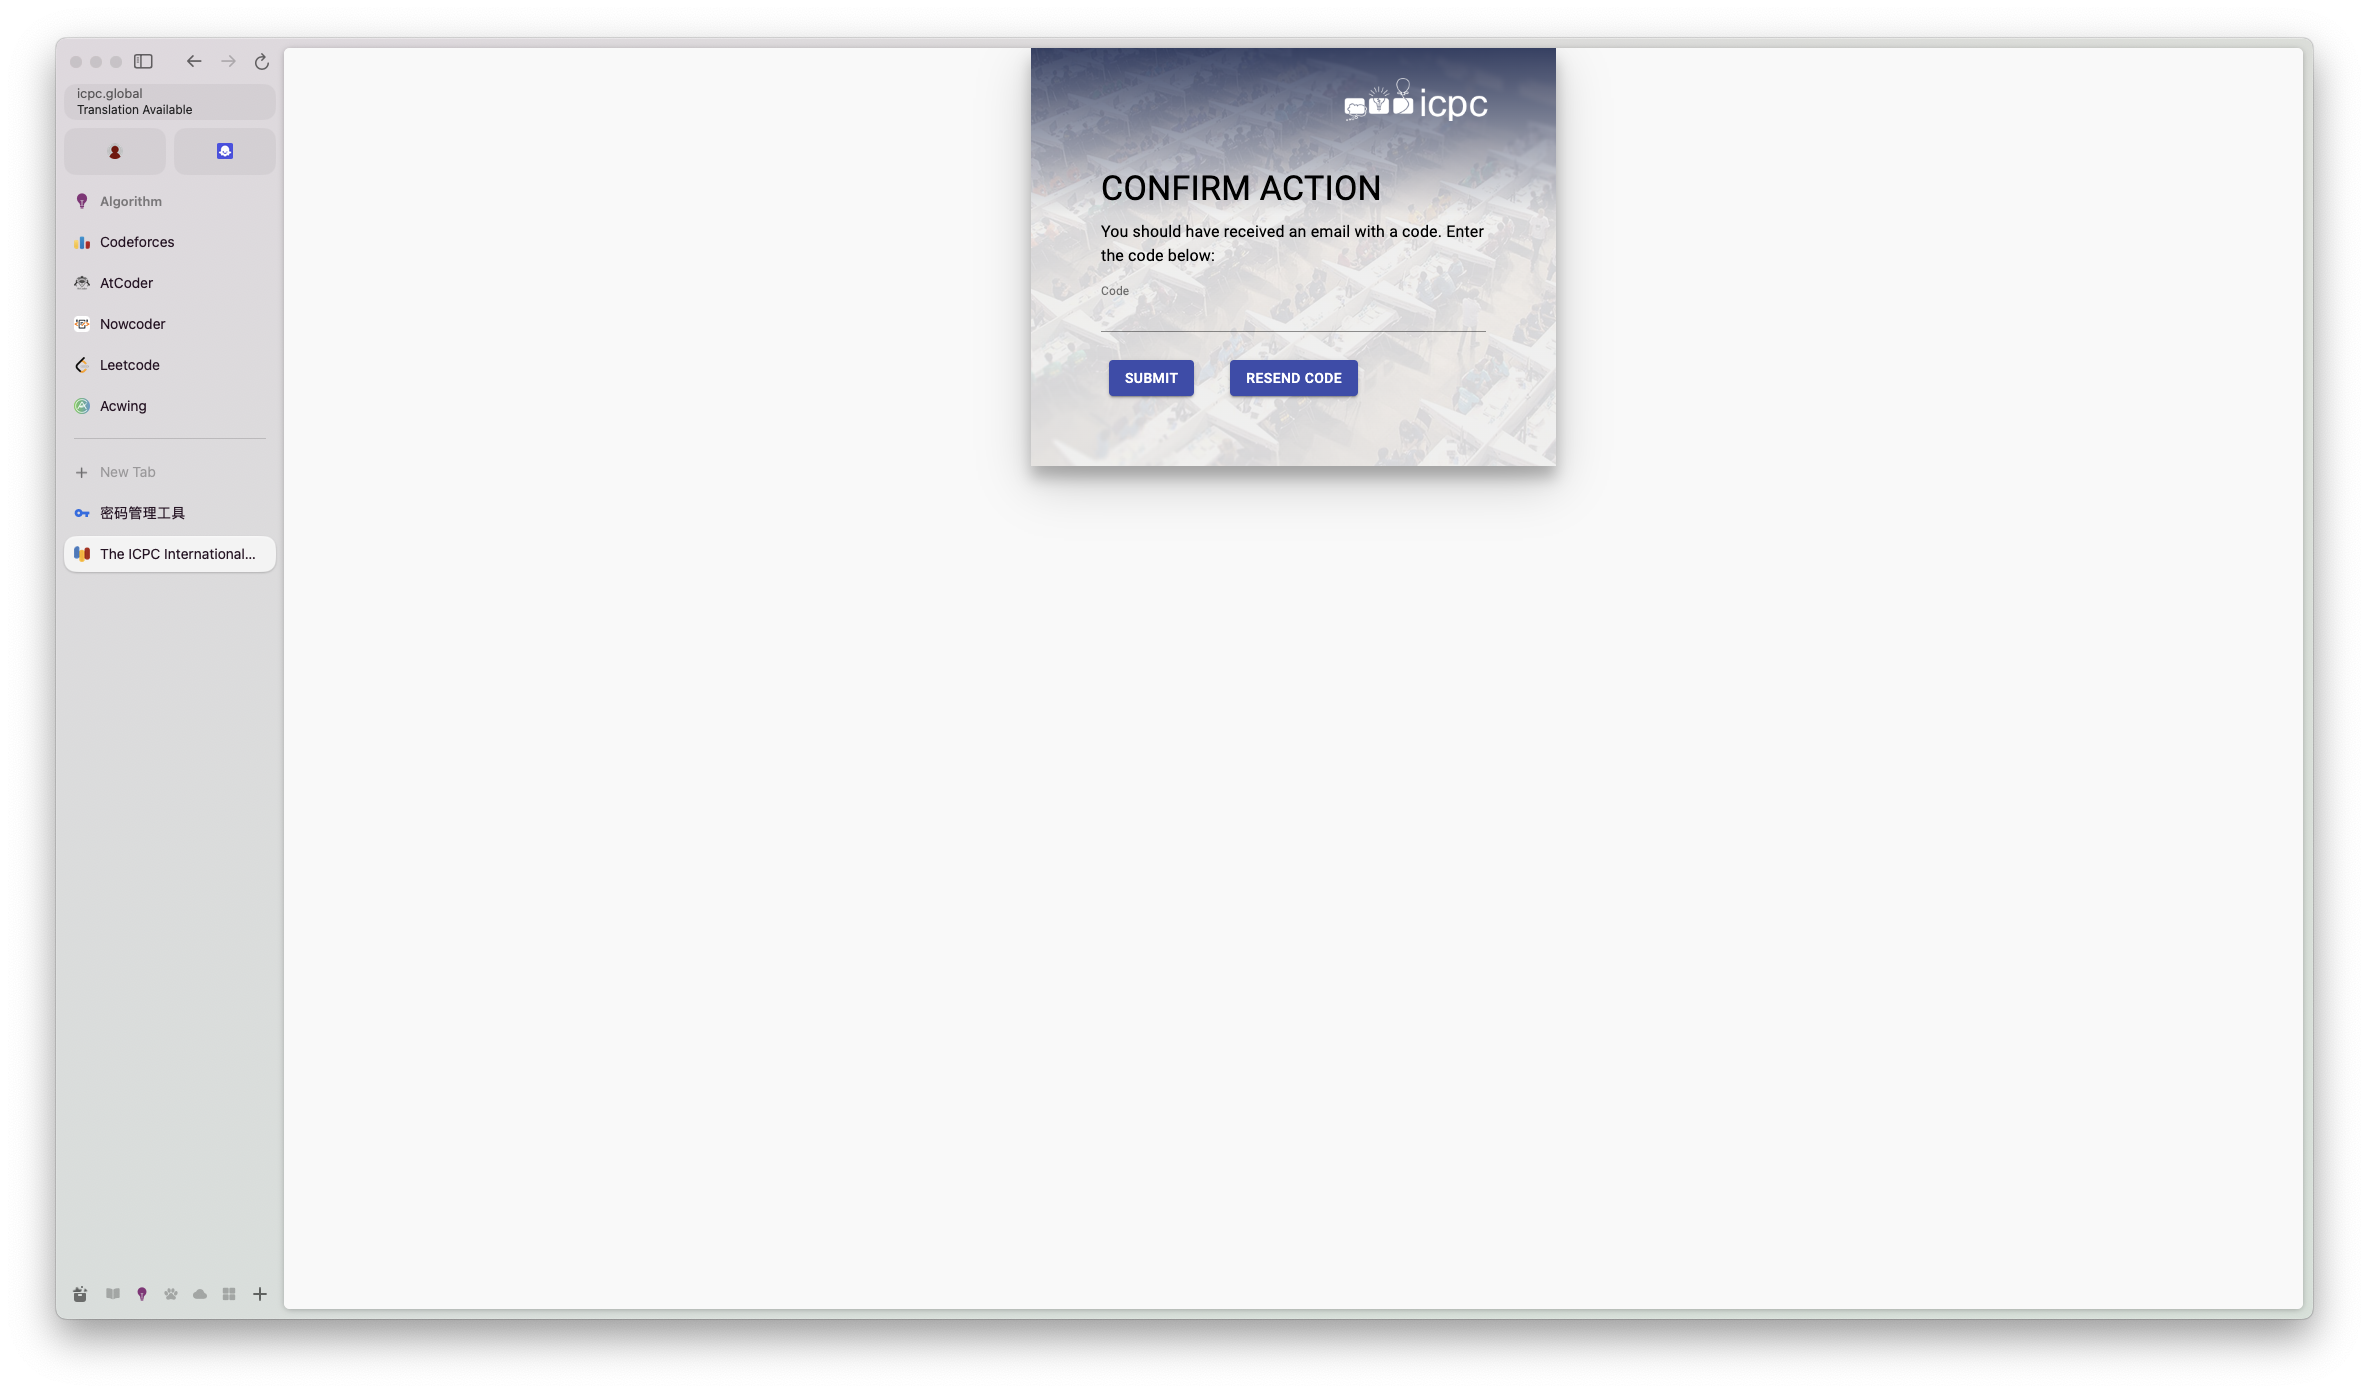 icpc.global
Translation Available
Algorithm
Codeforces
AtCoder
Nowcoder
Leetcode
Acwing
New Tab
密码管理工具
The ICPC International...
icpc
CONFIRM ACTION
You should have received an email with a code. Enter
the code below:
Code
SUBMIT
RESEND CODE